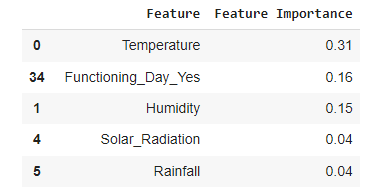 Feature Feature Importance
0 Temperature 0.31
34 Functioning_Day_Yes 0.16
1 Humidity 0.15
4 Solar_Radiation 0.04
5 Rainfall 0.04